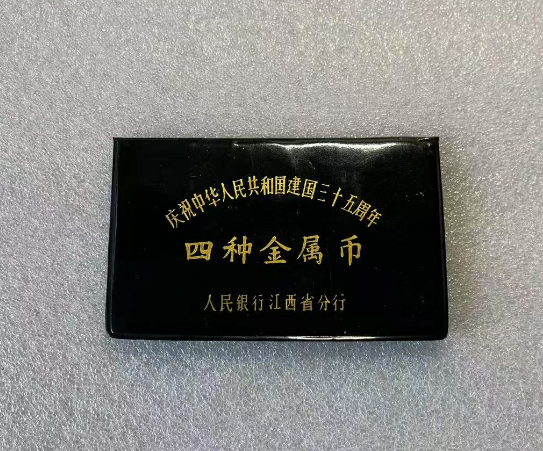 庆祝中华人民共和国建国三十五周年
四种金属币
人民银行江西省分行